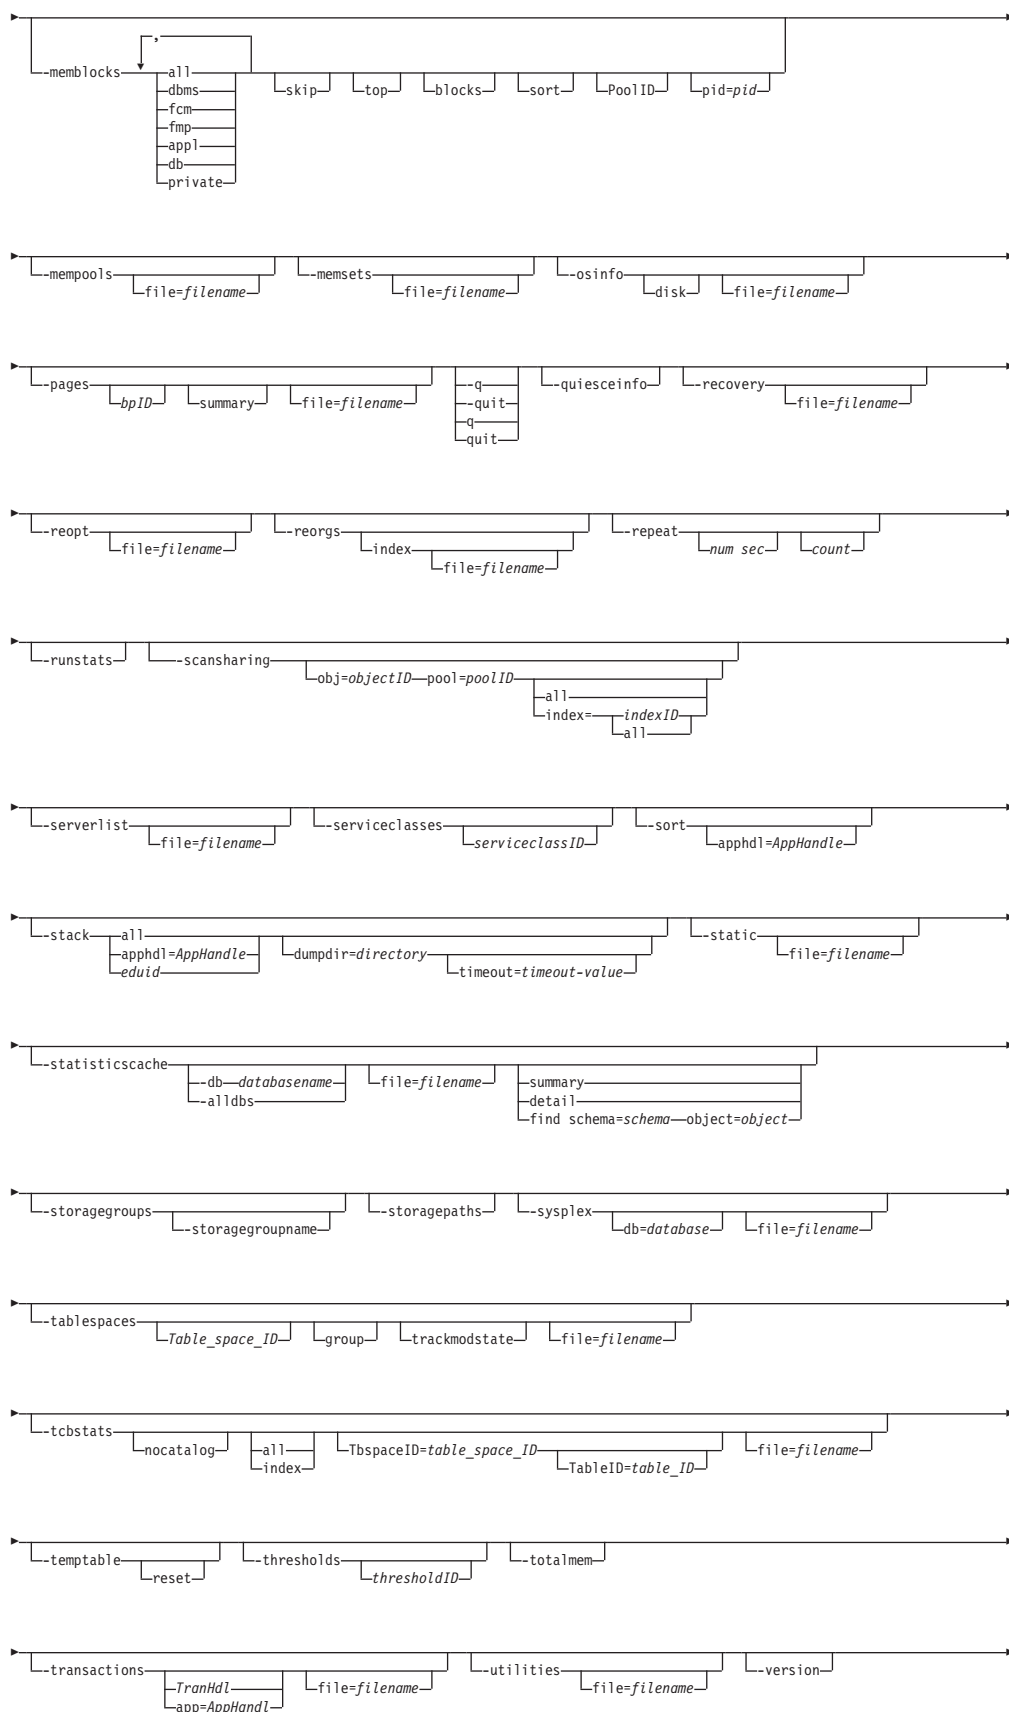 ,
-memblocks all skip top blocks sort PoolID pid=pid
dbms
fcm
fmp
appl
db
private
-mempools file=filename -memsets file=filename -osinfo disk file=filename
-pages bpID summary file=filename -q -quiesceinfo -recovery file=filename
-quit
q
quit
-reopt file=filename -reorgs index file=filename -repeat num sec count
-runstats -scansharing obj=objectID pool=poolID
all
index= indexID
all
-serverlist file=filename -serviceclasses serviceclassID -sort apphdl=AppHandle
-stack all dumpdir=directory timeout=timeout-value -static file=filename
apphdl=AppHandle
eduid
-statisticscache -db databasename file=filename summary
-alldbs detail
find schema=schema object=object
-storagegroups -storagegroupname -storagepaths -sysplex db=database file=filename
-tablespaces Table_space_ID group trackmodstate file=filename
-tcbstats nocatalog all TbspaceID=table_space_ID TableID=table_ID file=filename
index
-temptable reset -thresholds thresholdID -totalmem
-transactions TranHdl file=filename -utilities file=filename -version
app=AppHandl